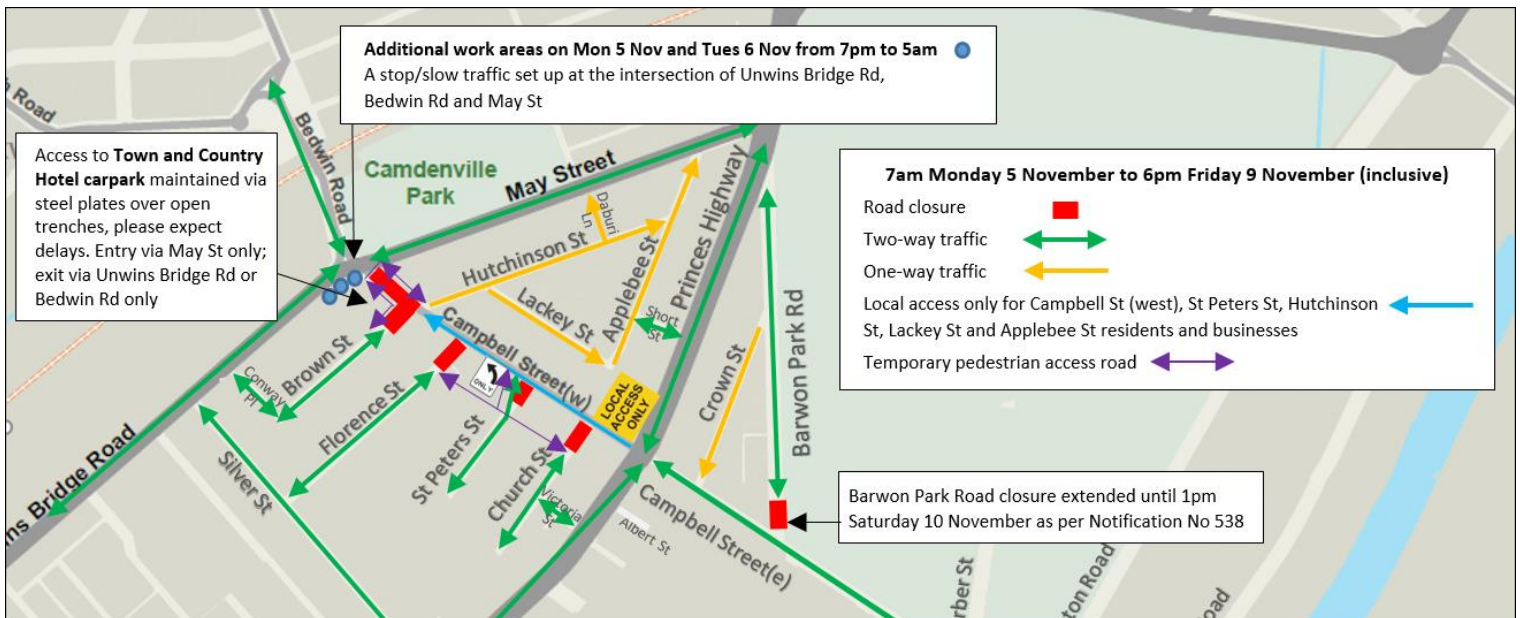 Additional work areas on Mon 5 Nov and Tues 6 Nov from 7pm to 5am
A stop/slow traffic set up at the intersection of Unwins Bridge Rd,
Bedwin Rd and May St
Access to Town and Country
Hotel carpark maintained via
steel plates over open
trenches, please expect
delays. Entry via May St only;
exit via Unwins Bridge Rd or
Bedwin Rd only
7am Monday 5 November to 6pm Friday 9 November (inclusive)
Road closure
Two-way traffic
One-way traffic
Local access only for Campbell St (west), St Peters St, Hutchinson
St, Lackey St and Applebee St residents and businesses
Temporary pedestrian access road
Barwon Park Road closure extended until 1pm
Saturday 10 November as per Notification No 538
Road
Bedwin Road
Camdenville
Park
May Street
Daburi
Ln
Hutchinson St
Lackey St
Applebee St
Short
St
Princes Highway
Barwon Park Rd
Crown St
Campbell Street(w)
LOCAL
ACCESS
ONLY
ONLY
Brown St
Conway
Pl
Florence St
St Peters St
Church St
Victoria
St
Albert St
Silver St
ns Bridge Road
Campbell Street(e)
rber St
ton Road
oad